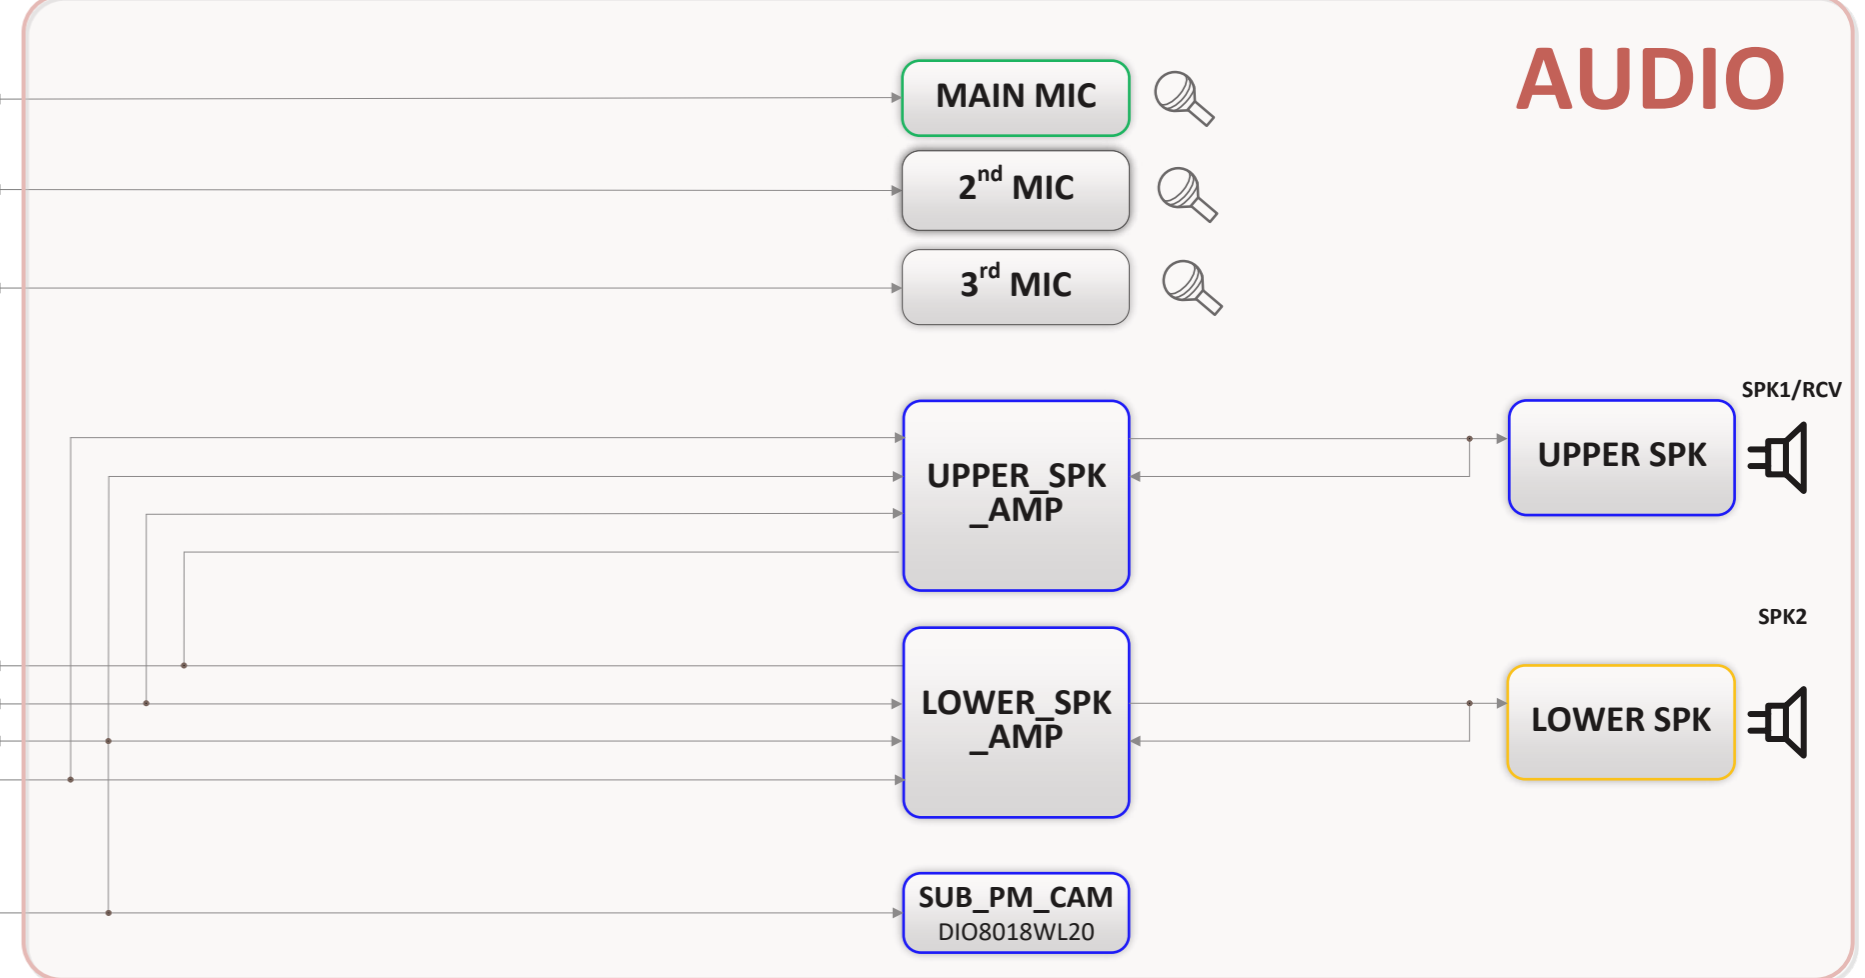 AUDIO
MAIN MIC
2nd MIC
3rd MIC
SPK1/RCV
UPPER_SPK
_AMP
UPPER SPK
SPK2
LOWER_SPK
_AMP
LOWER SPK
SUB_PM_CAM
DIO8018WL20